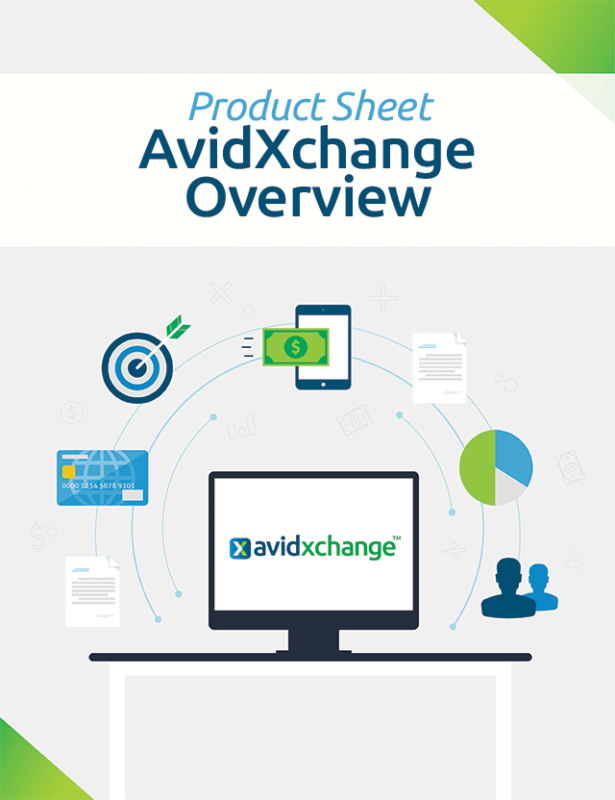 Product Sheet
AvidXchange
Overview
$
0000 1234 5678 9101
x avidxchange™